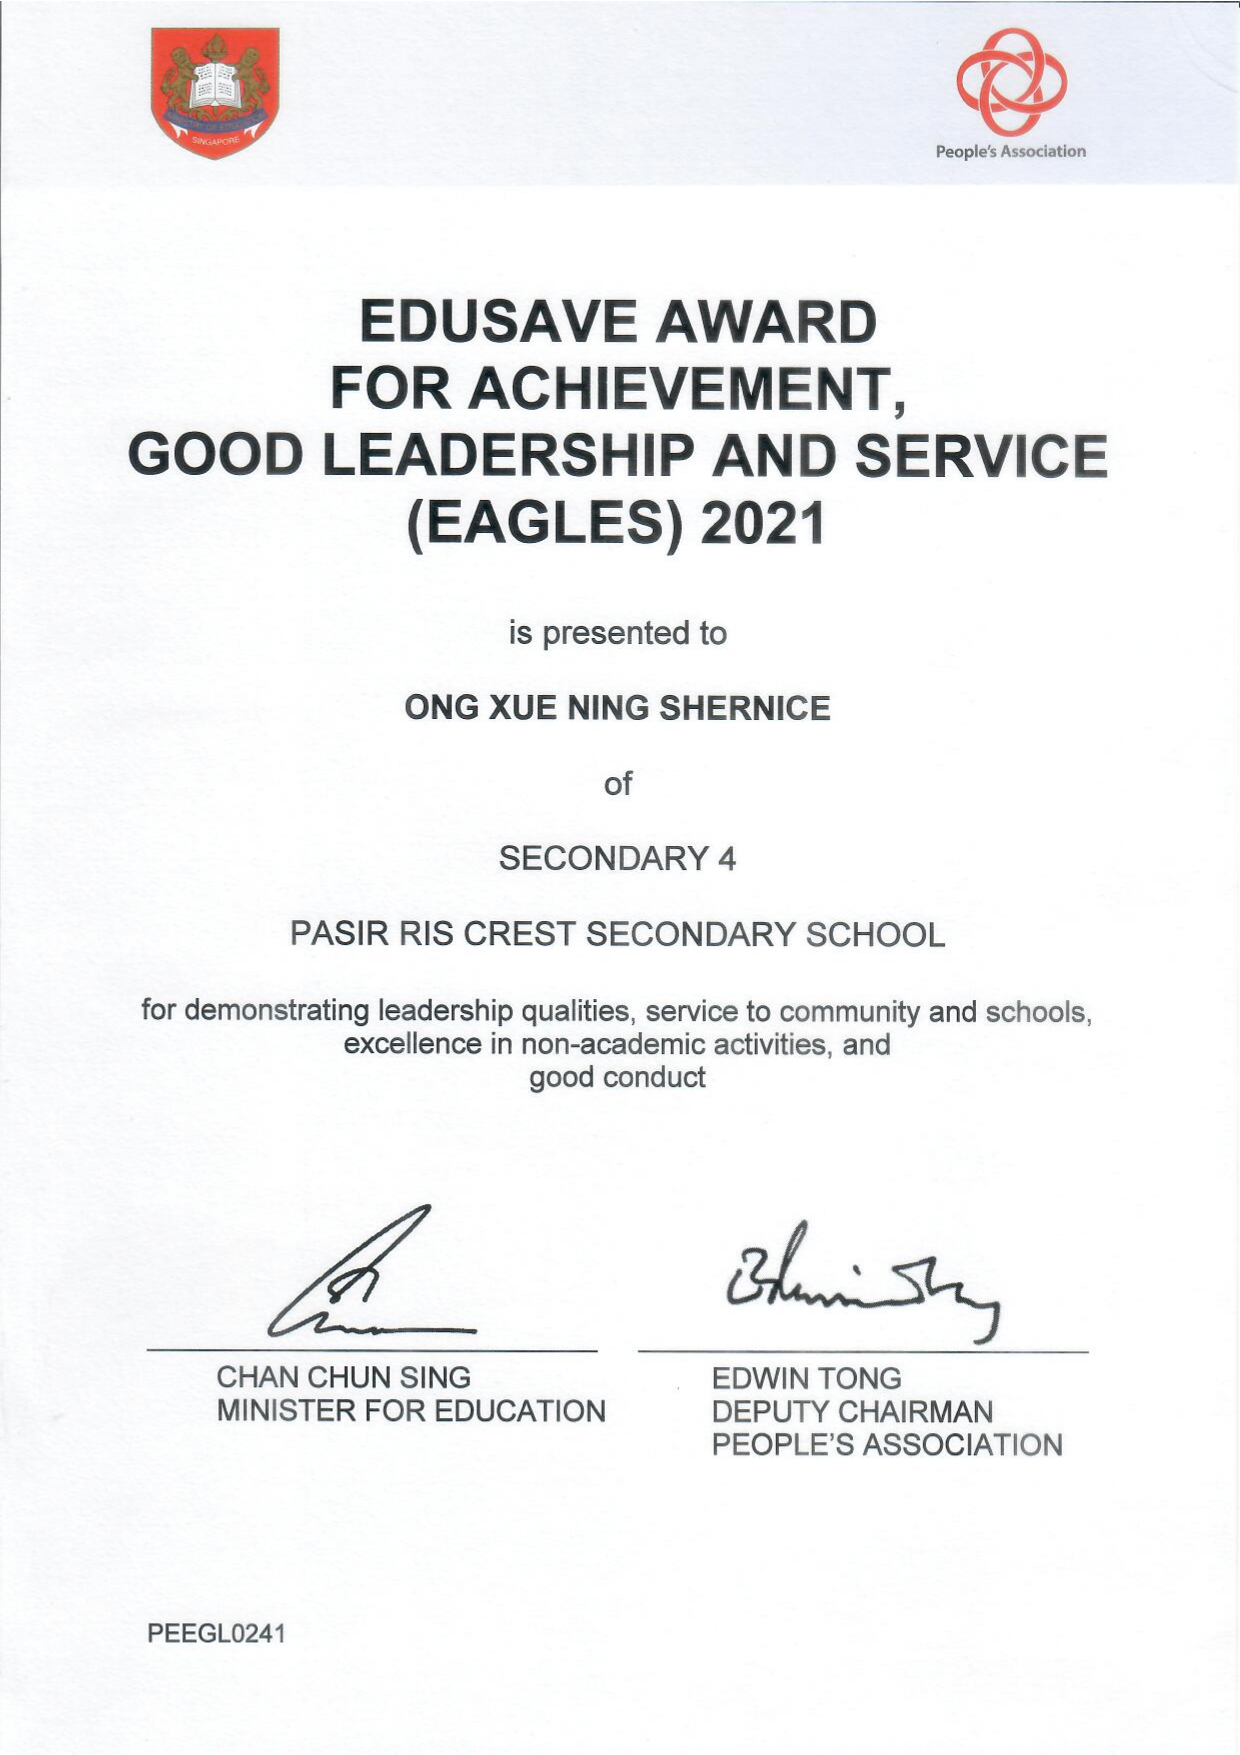 SINGAPORE
People's Association
EDUSAVE AWARD
FOR ACHIEVEMENT,
GOOD LEADERSHIP AND SERVICE
(EAGLES) 2021
is presented to
ONG XUE NING SHERNICE
of
SECONDARY 4
PASIR RIS CREST SECONDARY SCHOOL
for demonstrating leadership qualities, service to community and schools,
excellence in non-academic activities, and
good conduct
CHAN CHUN SING
MINISTER FOR EDUCATION
EDWIN TONG
DEPUTY CHAIRMAN
PEOPLE'S ASSOCIATION
PEEGL0241